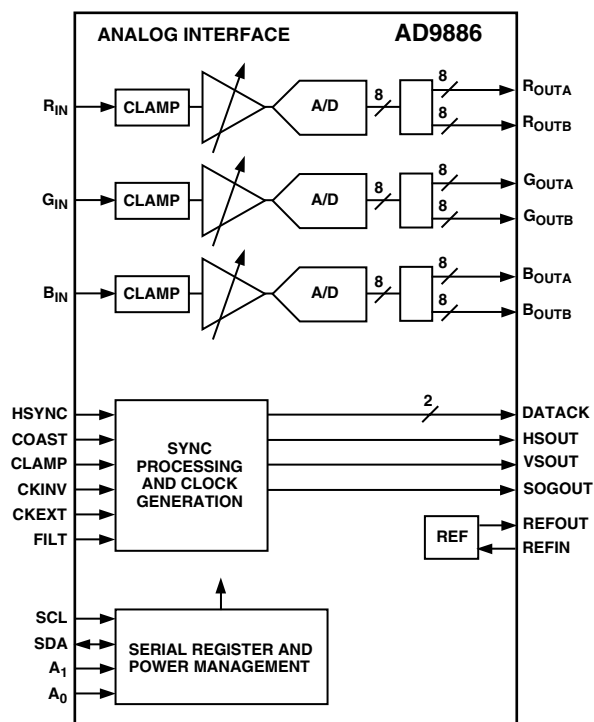 ANALOG INTERFACE AD9886
R_IN CLAMP A/D 8 8 R_OUTA
8 R_OUTB
G_IN CLAMP A/D 8 8 G_OUTA
8 G_OUTB
B_IN CLAMP A/D 8 8 B_OUTA
8 B_OUTB
HSYNC
COAST
CLAMP
CKINV
CKEXT
FILT
SYNC
PROCESSING
AND CLOCK
GENERATION
2
DATACK
HSOUT
VSOUT
SOGOUT
REF
REFOUT
REFIN
SCL
SDA
A_1
A_0
SERIAL REGISTER AND
POWER MANAGEMENT